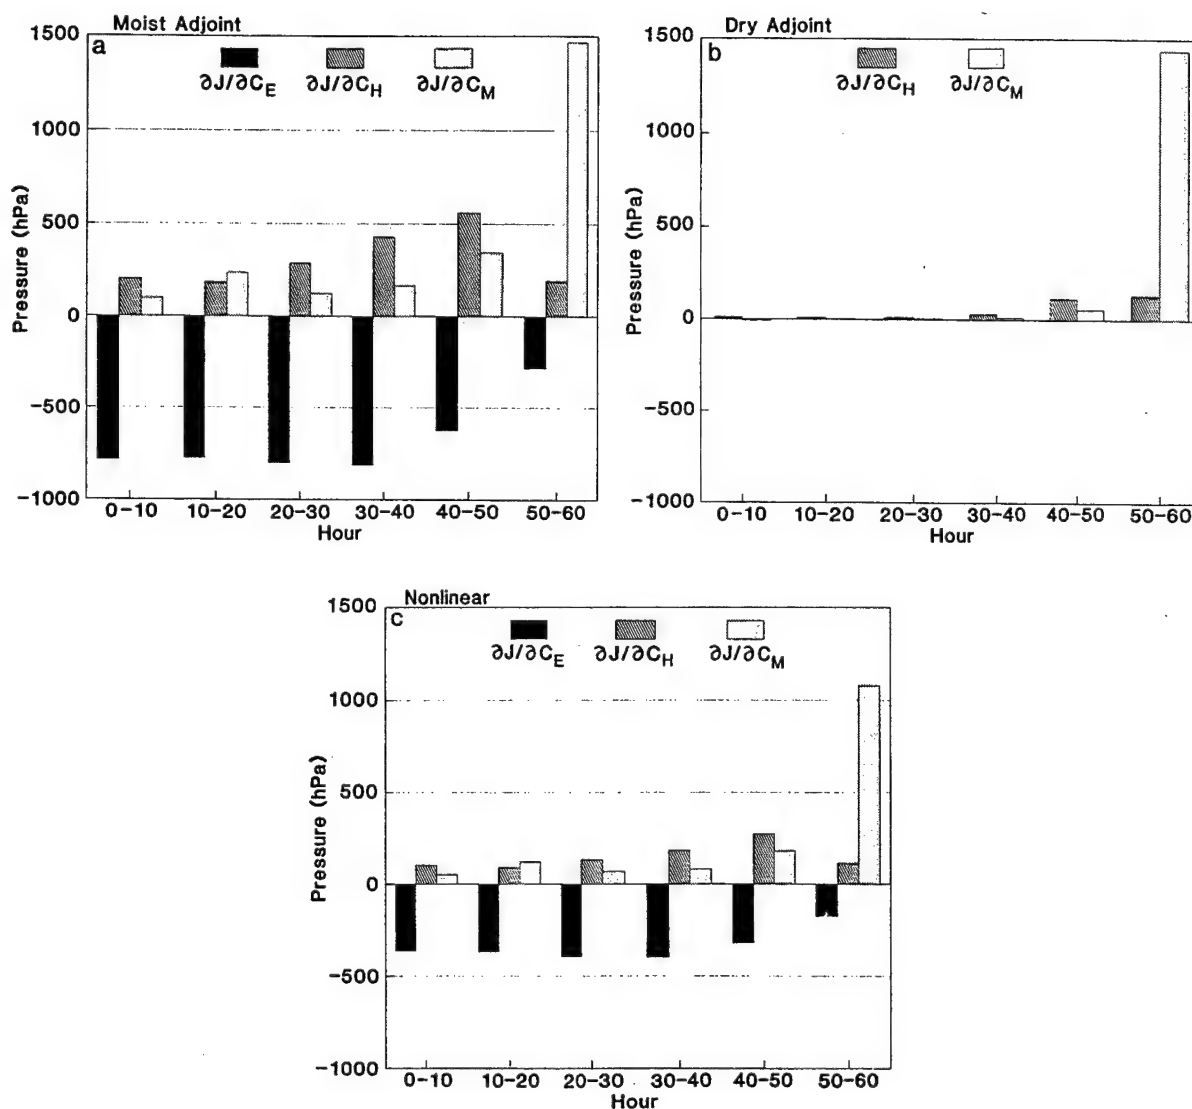 Moist Adjoint
a
∂J/∂C_E ∂J/∂C_H ∂J/∂C_M
1500
1000
500
0
−500
−1000
Pressure (hPa)
0−10 10−20 20−30 30−40 40−50 50−60
Hour
Dry Adjoint
b
∂J/∂C_H ∂J/∂C_M
1500
1000
500
0
−500
−1000
Pressure (hPa)
0−10 10−20 20−30 30−40 40−50 50−60
Hour
Nonlinear
c
∂J/∂C_E ∂J/∂C_H ∂J/∂C_M
1500
1000
500
0
−500
−1000
Pressure (hPa)
0−10 10−20 20−30 30−40 40−50 50−60
Hour